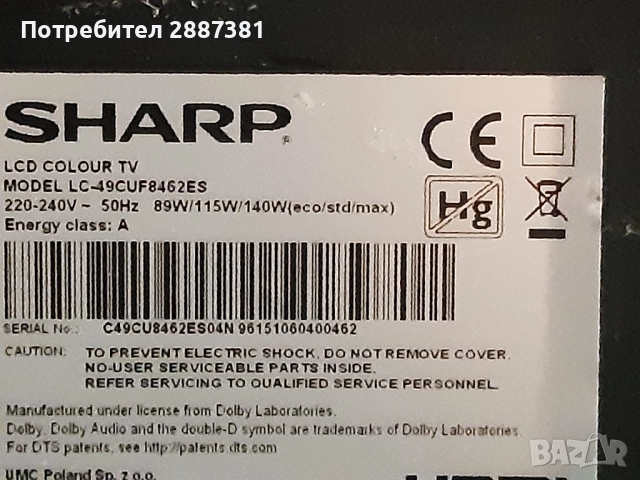 Потребител 2887381
SHARP
LCD COLOUR TV
MODEL LC-49CUF8462ES
220-240V ~ 50Hz 89W/115W/140W(eco/std/max)
Energy class: A
CE
Hg
SERIAL No.: C49CU8462ES04N 96151060400462
CAUTION: TO PREVENT ELECTRIC SHOCK, DO NOT REMOVE COVER.
NO-USER SERVICEABLE PARTS INSIDE.
REFER SERVICING TO QUALIFIED SERVICE PERSONNEL.
Manufactured under license from Dolby Laboratories.
Dolby, Dolby Audio and the double-D symbol are trademarks of Dolby Laboratories.
For DTS patents, see http://patents.dts.com
UMC Poland Sp. z o.o.
BAZAR